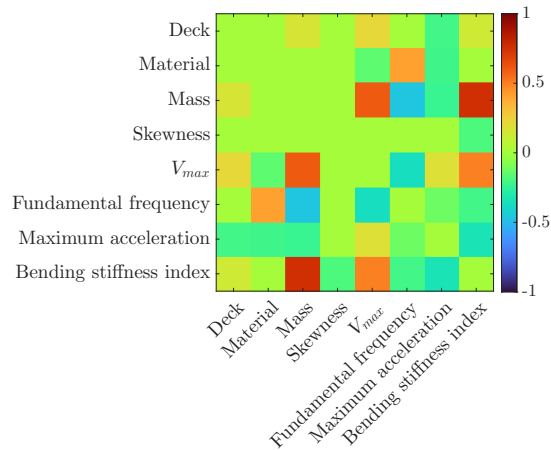 Deck
Material
Mass
Skewness
V_max
Fundamental frequency
Maximum acceleration
Bending stiffness index
Deck
Material
Mass
Skewness
V_max
Fundamental frequency
Maximum acceleration
Bending stiffness index
1
0.5
0
-0.5
-1